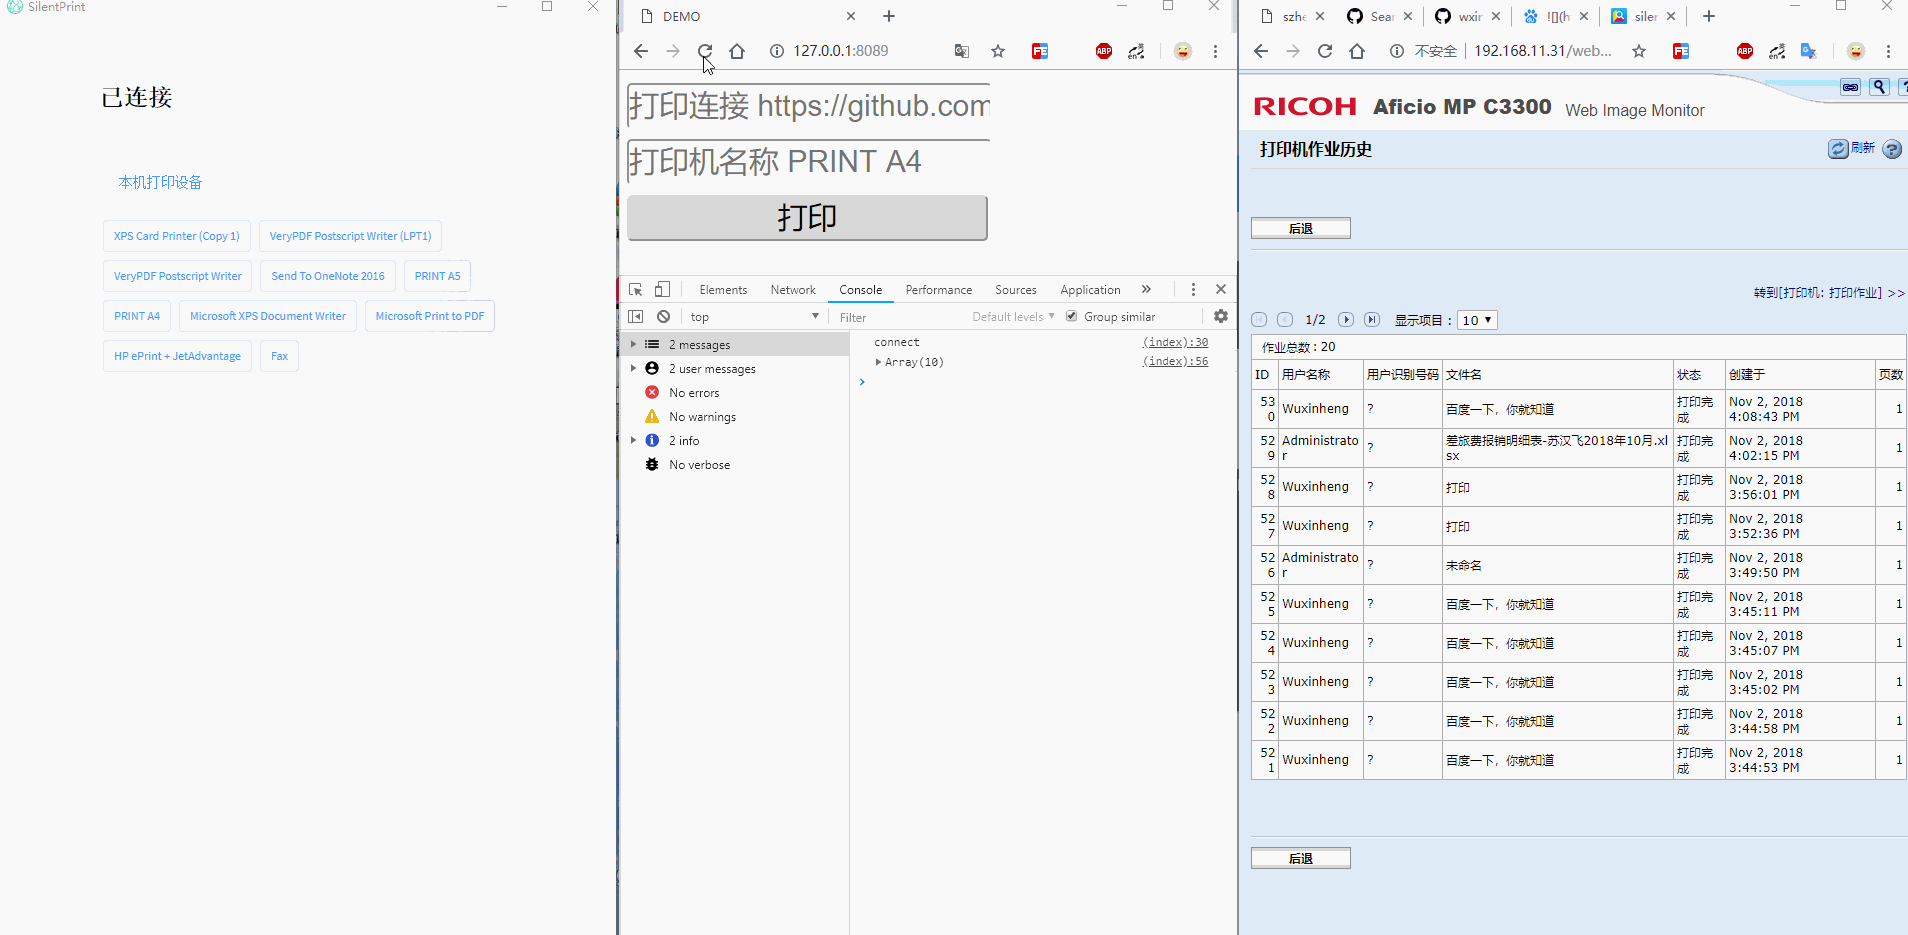 SilentPrint
已连接
本机打印设备
XPS Card Printer (Copy 1)
VeryPDF Postscript Writer (LPT1)
VeryPDF Postscript Writer
Send To OneNote 2016
PRINT A5
PRINT A4
Microsoft XPS Document Writer
Microsoft Print to PDF
HP ePrint + JetAdvantage
Fax
DEMO
127.0.0.1:8089
打印连接 https://github.com
打印机名称 PRINT A4
打印
Elements Network Console Performance Sources Application »
top Filter Default levels Group similar
2 messages
2 user messages
No errors
No warnings
2 info
No verbose
connect (index):30
Array(10) (index):56
szhe Sear wxir ![](h siler
不安全 192.168.11.31/web...
RICOH Aficio MP C3300 Web Image Monitor
打印机作业历史 刷新
后退
转到[打印机: 打印作业] >>
1/2 显示项目 : 10
作业总数 : 20
ID 用户名称 用户识别号码 文件名 状态 创建于 页数
530 Wuxinheng ? 百度一下，你就知道 打印完成 Nov 2, 2018 4:08:43 PM 1
529 Administrator ? 差旅费报销明细表-苏汉飞2018年10月.xlsx 打印完成 Nov 2, 2018 4:02:15 PM 1
528 Wuxinheng ? 打印 打印完成 Nov 2, 2018 3:56:01 PM 1
527 Wuxinheng ? 打印 打印完成 Nov 2, 2018 3:52:36 PM 1
526 Administrator ? 未命名 打印完成 Nov 2, 2018 3:49:50 PM 1
525 Wuxinheng ? 百度一下，你就知道 打印完成 Nov 2, 2018 3:45:11 PM 1
524 Wuxinheng ? 百度一下，你就知道 打印完成 Nov 2, 2018 3:45:07 PM 1
523 Wuxinheng ? 百度一下，你就知道 打印完成 Nov 2, 2018 3:45:02 PM 1
522 Wuxinheng ? 百度一下，你就知道 打印完成 Nov 2, 2018 3:44:58 PM 1
521 Wuxinheng ? 百度一下，你就知道 打印完成 Nov 2, 2018 3:44:53 PM 1
后退